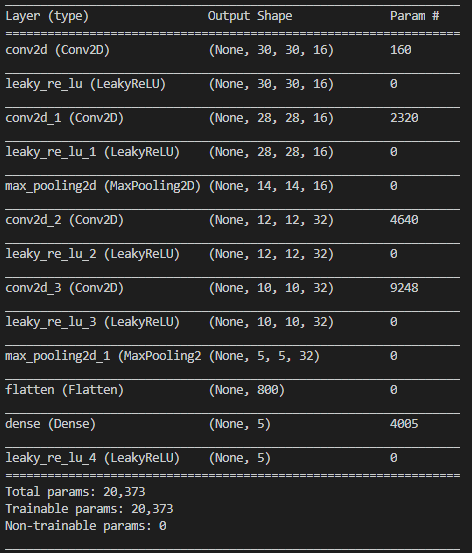 Layer (type) Output Shape Param #
conv2d (Conv2D) (None, 30, 30, 16) 160
leaky_re_lu (LeakyReLU) (None, 30, 30, 16) 0
conv2d_1 (Conv2D) (None, 28, 28, 16) 2320
leaky_re_lu_1 (LeakyReLU) (None, 28, 28, 16) 0
max_pooling2d (MaxPooling2D) (None, 14, 14, 16) 0
conv2d_2 (Conv2D) (None, 12, 12, 32) 4640
leaky_re_lu_2 (LeakyReLU) (None, 12, 12, 32) 0
conv2d_3 (Conv2D) (None, 10, 10, 32) 9248
leaky_re_lu_3 (LeakyReLU) (None, 10, 10, 32) 0
max_pooling2d_1 (MaxPooling2 (None, 5, 5, 32) 0
flatten (Flatten) (None, 800) 0
dense (Dense) (None, 5) 4005
leaky_re_lu_4 (LeakyReLU) (None, 5) 0
Total params: 20,373
Trainable params: 20,373
Non-trainable params: 0